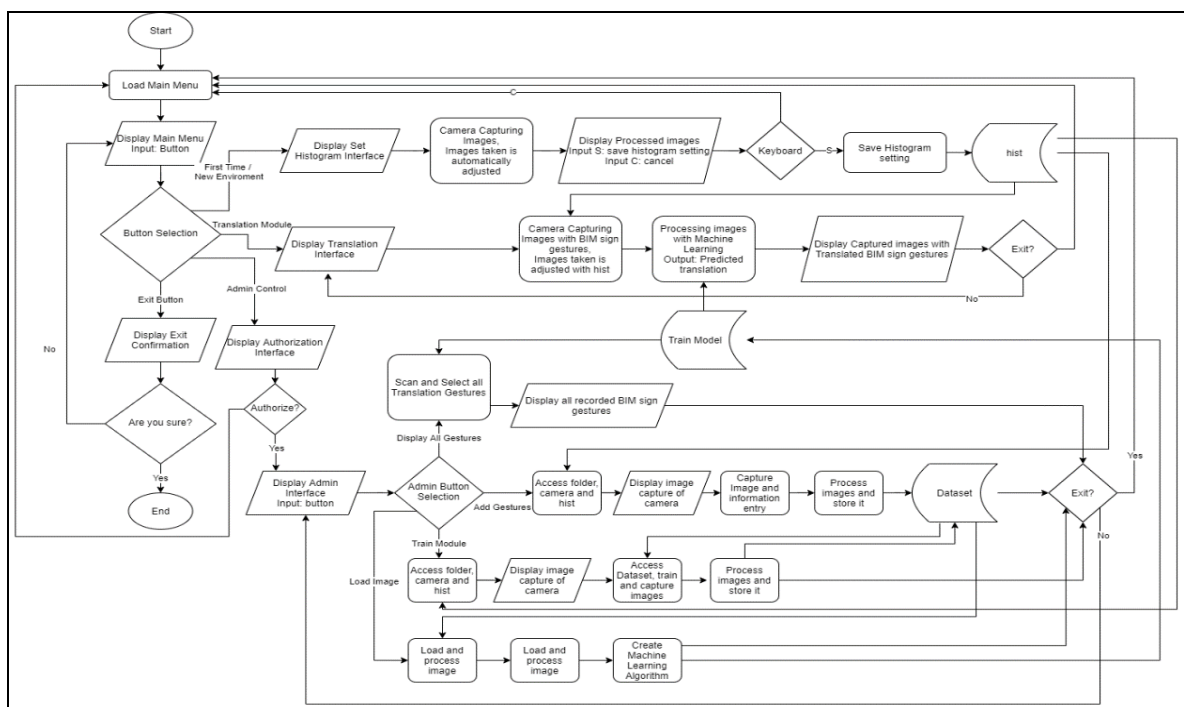 Start
Load Main Menu
C
Display Main Menu
Input: Button
First Time /
New Enviroment
Display Set
Histogram Interface
Camera Capturing
Images,
Images taken is
automatically
adjusted
Display Processed images
Input S: save histogram setting
Input C: cancel
Keyboard
S
Save Histogram
setting
hist
Button Selection
Translation Module
Display Translation
Interface
Camera Capturing
Images with BIM sign
gestures,
Images taken is
adjusted with hist
Processing images
with Machine
Learning
Output: Predicted
translation
Display Captured images with
Translated BIM sign gestures
Exit?
No
Admin Control
Exit Button
No
Display Exit
Confirmation
Display Authorization
Interface
Train Model
Scan and Select all
Translation Gestures
Display all recorded BIM sign
gestures
Are you sure?
Authorize?
Yes
Yes
Display All Gestures
Yes
End
Display Admin
Interface
Input: button
Admin Button
Selection
Add Gestures
Access folder,
camera and
hist
Display image
capture of
camera
Capture
Image and
information
entry
Process
images and
store it
Dataset
Exit?
No
Train Module
Load Image
Access folder,
camera and
hist
Display image
capture of
camera
Access
Dataset, train
and capture
images
Process
images and
store it
Load and
process
image
Load and
process
image
Create
Machine
Learning
Algorithm